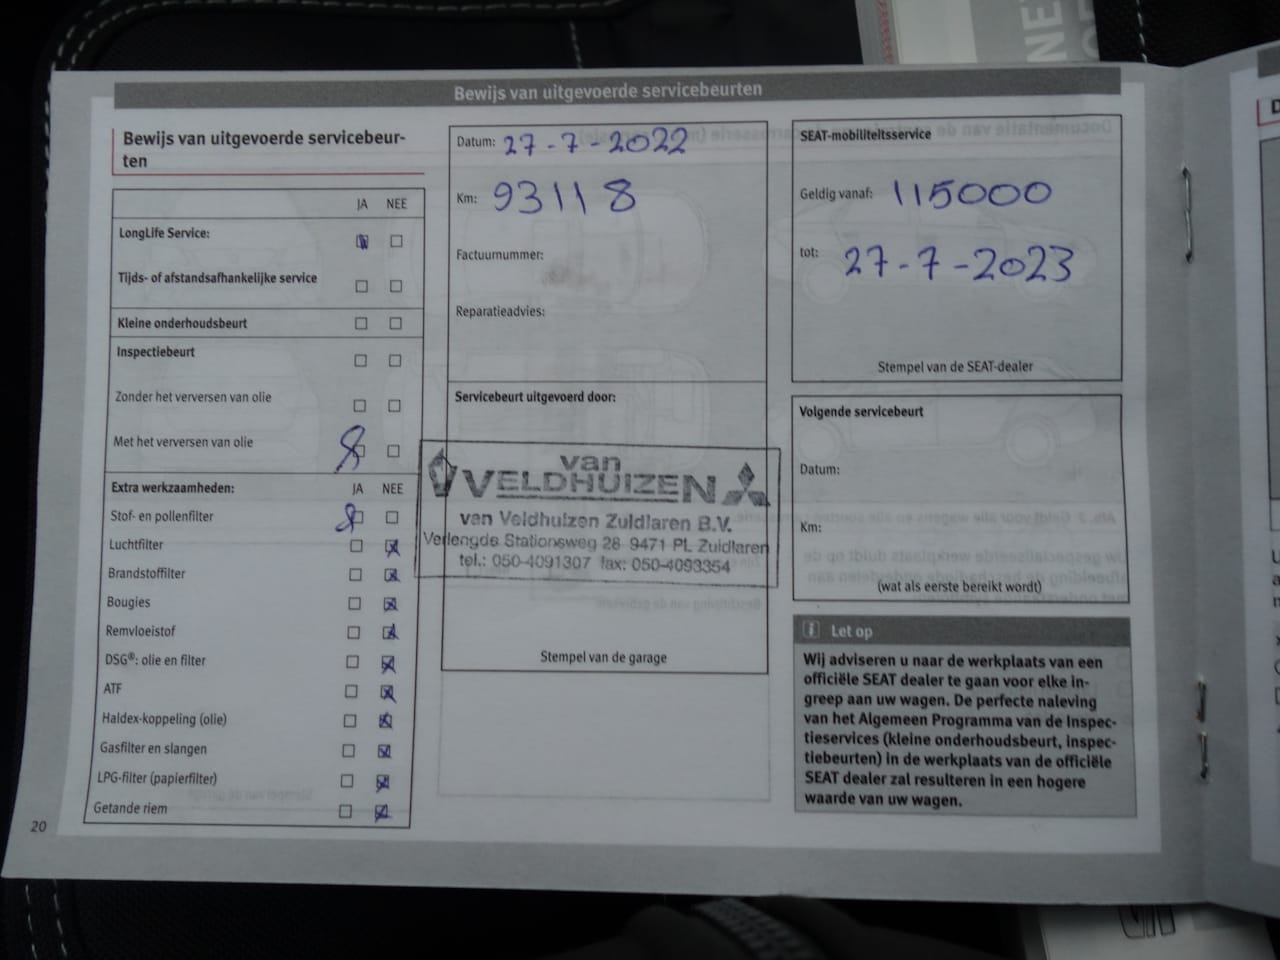 NE
Bewijs van uitgevoerde servicebeurten
Bewijs van uitgevoerde servicebeur-
ten
JA NEE
LongLife Service:
Tijds- of afstandsafhankelijke service
Kleine onderhoudsbeurt
Inspectiebeurt
Zonder het verversen van olie
Met het verversen van olie
Extra werkzaamheden: JA NEE
Stof- en pollenfilter
Luchtfilter
Brandstoffilter
Bougies
Remvloeistof
DSG®: olie en filter
ATF
Haldex-koppeling (olie)
Gasfilter en slangen
LPG-filter (papierfilter)
Getande riem
20
Datum: 27-7-2022
Km: 93118
Factuurnummer:
Reparatieadvies:
Servicebeurt uitgevoerd door:
van
VELDHUIZEN
van Veldhuizen Zuidlaren B.V.
Verlengde Stationsweg 28 9471 PL Zuidlaren
tel.: 050-4091307 fax: 050-4093354
Stempel van de garage
SEAT-mobiliteitsservice
Geldig vanaf: 115000
tot: 27-7-2023
Stempel van de SEAT-dealer
Volgende servicebeurt
Datum:
Km:
(wat als eerste bereikt wordt)
i Let op
Wij adviseren u naar de werkplaats van een
officiële SEAT dealer te gaan voor elke in-
greep aan uw wagen. De perfecte naleving
van het Algemeen Programma van de Inspec-
tieservices (kleine onderhoudsbeurt, inspec-
tiebeurten) in de werkplaats van de officiële
SEAT dealer zal resulteren in een hogere
waarde van uw wagen.